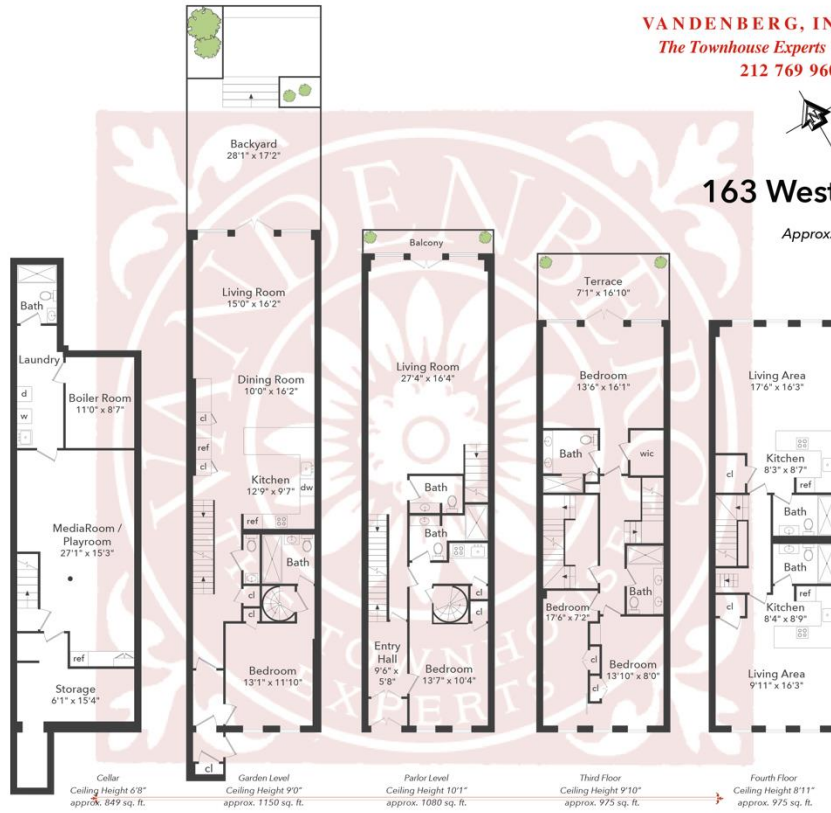 VANDENBERG, IN
The Townhouse Experts
212 769 960
163 West
Approx.
Backyard
28'1" x 17'2"
Living Room
15'0" x 16'2"
Dining Room
10'0" x 16'2"
cl
ref
cl
Kitchen
12'9" x 9'7"
dw
ref
Bath
cl
cl
Bedroom
13'1" x 11'10"
cl
Bath
Laundry
d
w
Boiler Room
11'0" x 8'7"
MediaRoom /
Playroom
27'1" x 15'3"
ref
Storage
6'1" x 15'4"
Balcony
Living Room
27'4" x 16'4"
Bath
Bath
cl
cl
Entry
Hall
9'6" x
5'8"
Bedroom
13'7" x 10'4"
Terrace
7'1" x 16'10"
Bedroom
13'6" x 16'1"
Bath
wic
Bath
Bedroom
17'6" x 7'2"
cl
cl
Bedroom
13'10" x 8'0"
Living Area
17'6" x 16'3"
Kitchen
8'3" x 8'7"
cl
ref
Bath
Bath
ref
cl
Kitchen
8'4" x 8'9"
Living Area
9'11" x 16'3"
Cellar
Ceiling Height 6'8"
approx. 849 sq. ft.
Garden Level
Ceiling Height 9'0"
approx. 1150 sq. ft.
Parlor Level
Ceiling Height 10'1"
approx. 1080 sq. ft.
Third Floor
Ceiling Height 9'10"
approx. 975 sq. ft.
Fourth Floor
Ceiling Height 8'11"
approx. 975 sq. ft.
VANDENBERG
THE TOWNHOUSE
EXPERTS